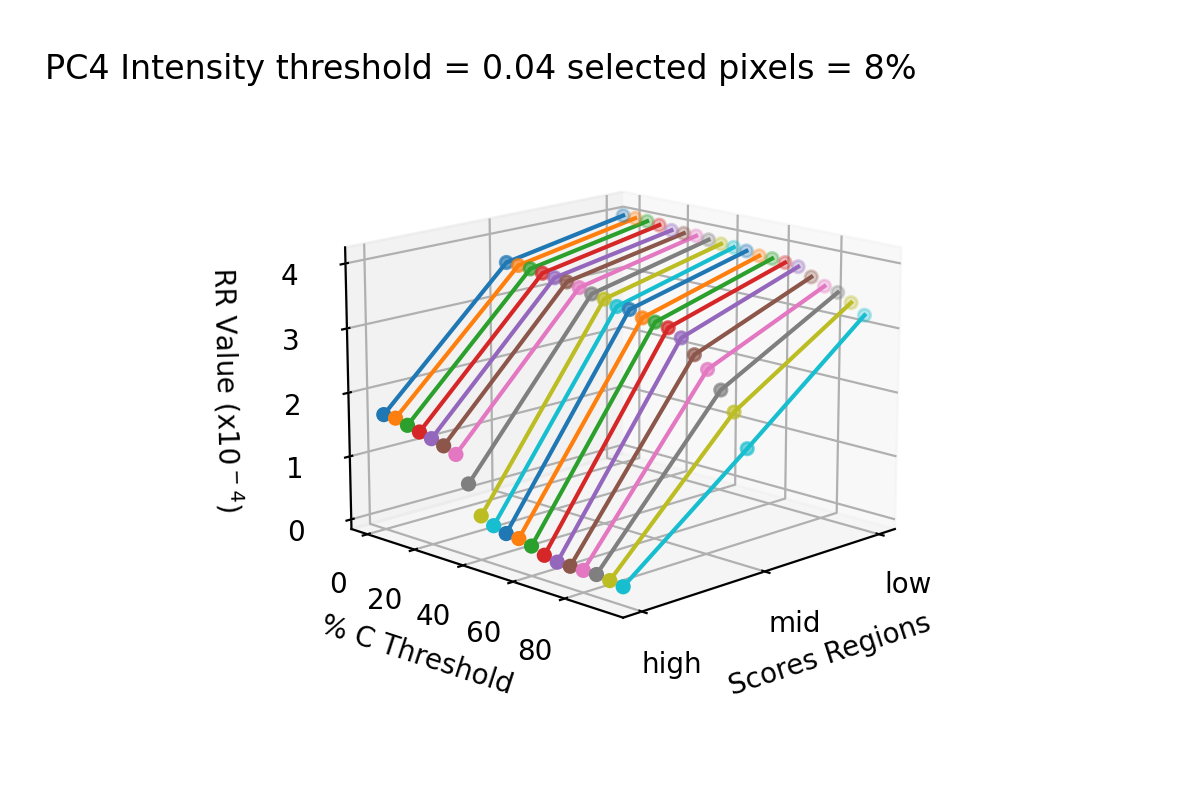 PC4 Intensity threshold = 0.04 selected pixels = 8%
RR Value (x10⁻⁴)
4
3
2
1
0
0
20
40
60
80
% C Threshold
high
mid
low
Scores Regions